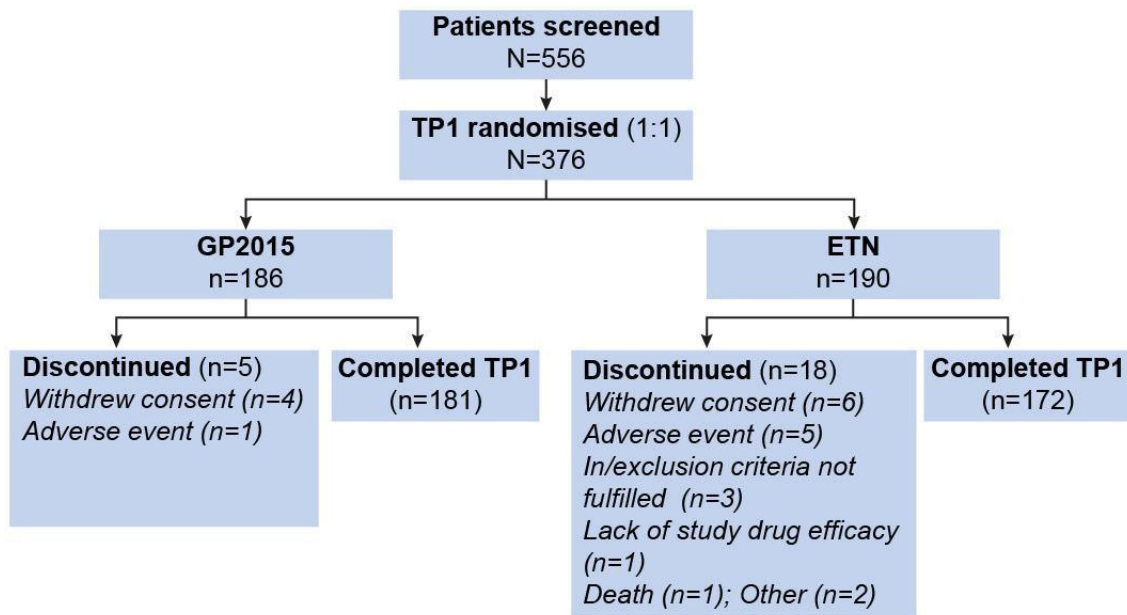 Patients screened
N=556
TP1 randomised (1:1)
N=376
GP2015
n=186
ETN
n=190
Discontinued (n=5)
Withdrew consent (n=4)
Adverse event (n=1)
Completed TP1
(n=181)
Discontinued (n=18)
Withdrew consent (n=6)
Adverse event (n=5)
In/exclusion criteria not
fulfilled (n=3)
Lack of study drug efficacy
(n=1)
Death (n=1); Other (n=2)
Completed TP1
(n=172)